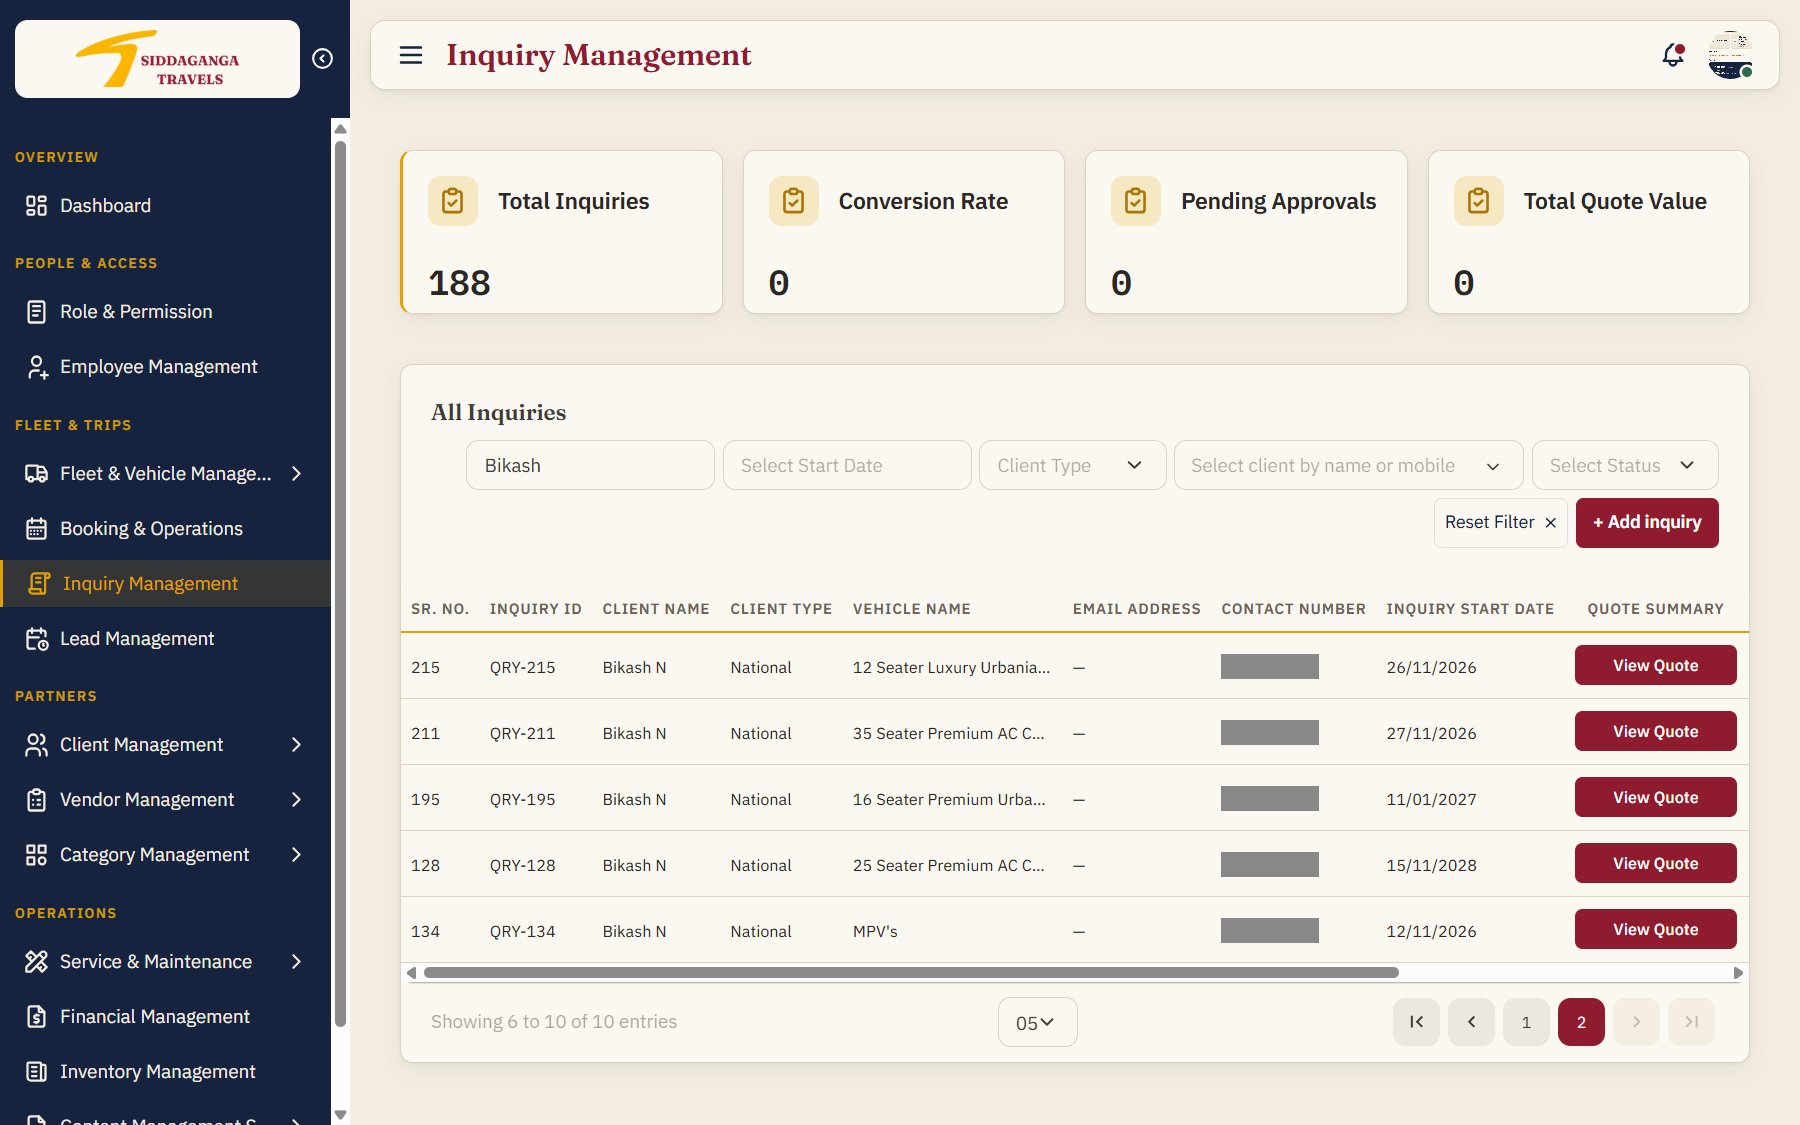 SIDDAGANGA
TRAVELS
OVERVIEW
Dashboard
PEOPLE & ACCESS
Role & Permission
Employee Management
FLEET & TRIPS
Fleet & Vehicle Manage...
Booking & Operations
Inquiry Management
Lead Management
PARTNERS
Client Management
Vendor Management
Category Management
OPERATIONS
Service & Maintenance
Financial Management
Inventory Management
Inquiry Management
Total Inquiries
188
Conversion Rate
0
Pending Approvals
0
Total Quote Value
0
All Inquiries
Bikash Select Start Date Client Type Select client by name or mobile Select Status
Reset Filter × + Add inquiry
SR. NO. INQUIRY ID CLIENT NAME CLIENT TYPE VEHICLE NAME EMAIL ADDRESS CONTACT NUMBER INQUIRY START DATE QUOTE SUMMARY
215 QRY-215 Bikash N National 12 Seater Luxury Urbania... — 26/11/2026 View Quote
211 QRY-211 Bikash N National 35 Seater Premium AC C... — 27/11/2026 View Quote
195 QRY-195 Bikash N National 16 Seater Premium Urba... — 11/01/2027 View Quote
128 QRY-128 Bikash N National 25 Seater Premium AC C... — 15/11/2028 View Quote
134 QRY-134 Bikash N National MPV's — 12/11/2026 View Quote
Showing 6 to 10 of 10 entries 05 1 2